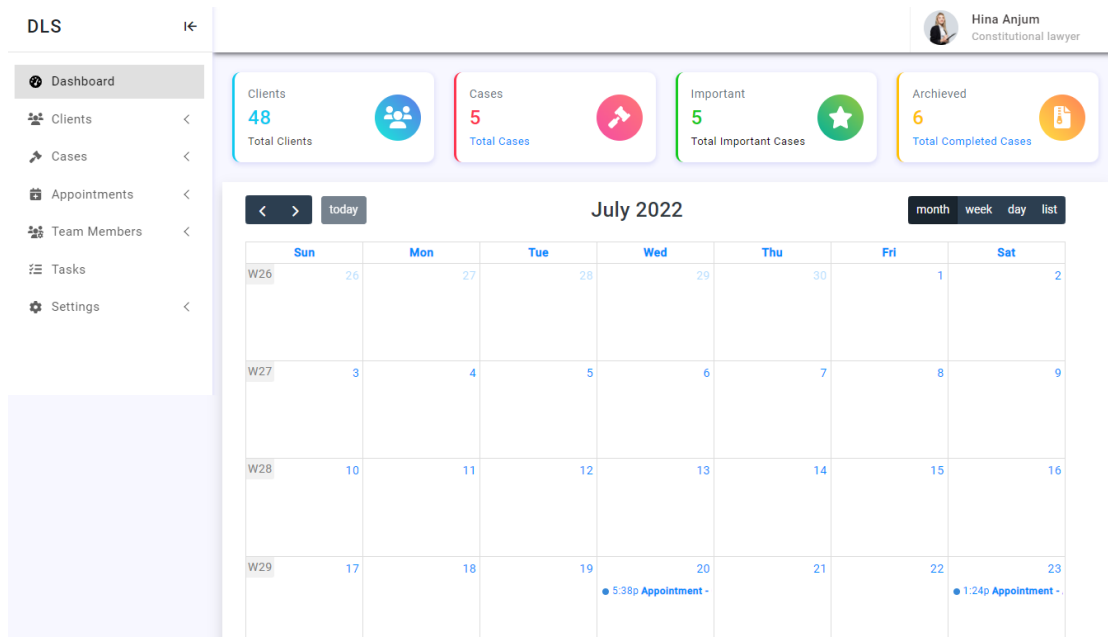 DLS
Hina Anjum
Constitutional lawyer
Dashboard
Clients
Cases
Appointments
Team Members
Tasks
Settings
Clients
48
Total Clients
Cases
5
Total Cases
Important
5
Total Important Cases
Archieved
6
Total Completed Cases
today
July 2022
month week day list
Sun Mon Tue Wed Thu Fri Sat
W26 26 27 28 29 30 1 2
W27 3 4 5 6 7 8 9
W28 10 11 12 13 14 15 16
W29 17 18 19 20 21 22 23
5:38p Appointment - 1:24p Appointment -